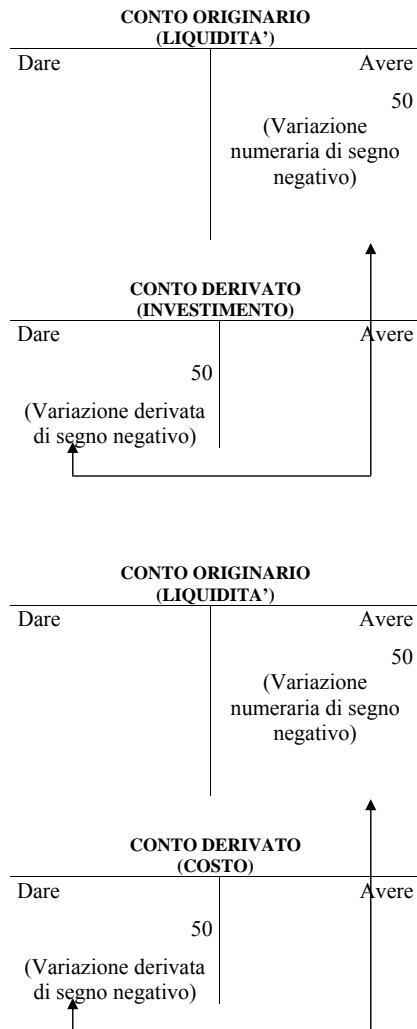 CONTO ORIGINARIO
(LIQUIDITA’)
Dare Avere
50
(Variazione
numeraria di segno
negativo)
CONTO DERIVATO
(INVESTIMENTO)
Dare Avere
50
(Variazione derivata
di segno negativo)
CONTO ORIGINARIO
(LIQUIDITA’)
Dare Avere
50
(Variazione
numeraria di segno
negativo)
CONTO DERIVATO
(COSTO)
Dare Avere
50
(Variazione derivata
di segno negativo)